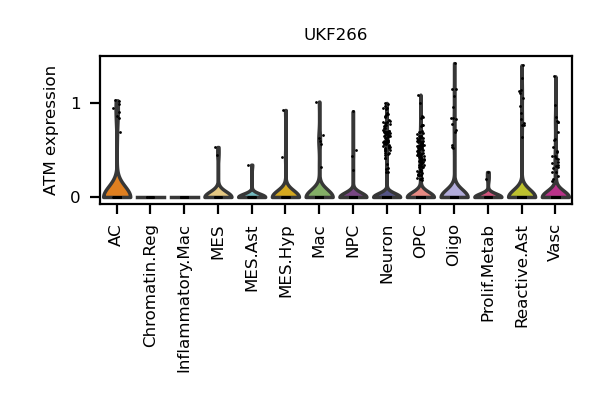 UKF266
ATM expression
1
0
AC
Chromatin.Reg
Inflammatory.Mac
MES
MES.Ast
MES.Hyp
Mac
NPC
Neuron
OPC
Oligo
Prolif.Metab
Reactive.Ast
Vasc